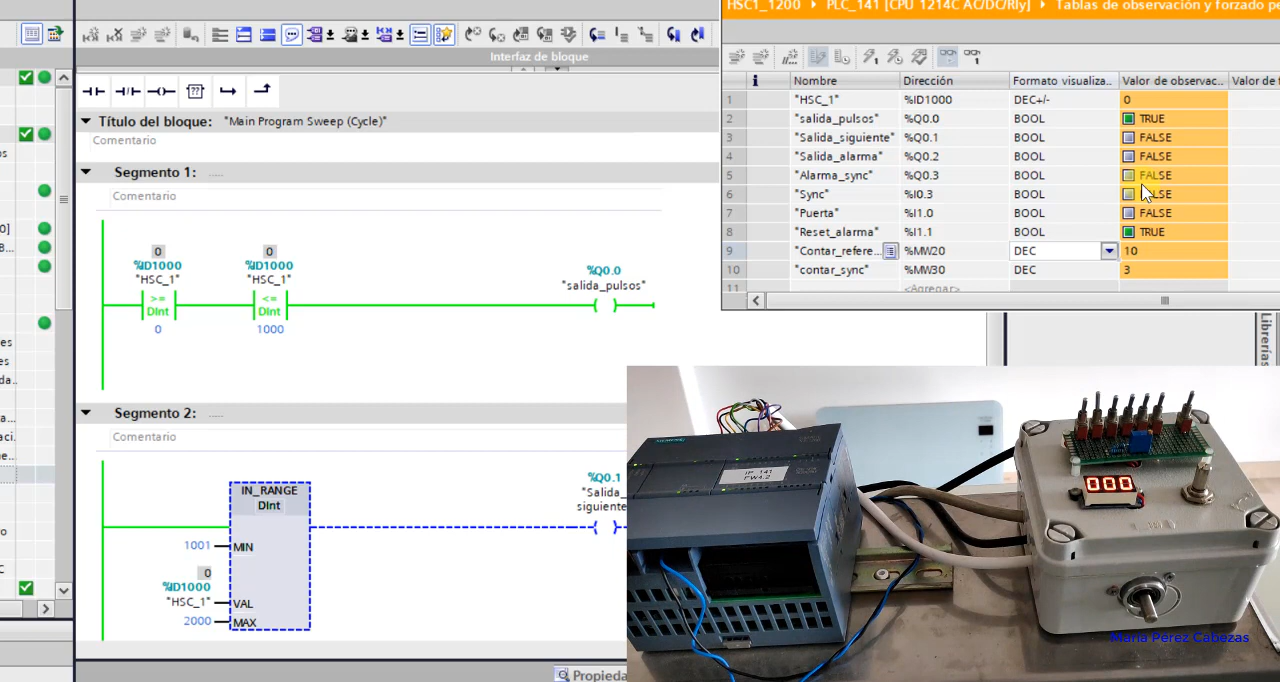 HSC1_1200 ▸ PLC_141 [CPU 1214C AC/DC/Rly] ▸ Tablas de observación y forzado pe
Interfaz de bloque
Título del bloque: "Main Program Sweep (Cycle)"
Comentario
Segmento 1: .....
Comentario
0
%ID1000
"HSC_1"
>=
DInt
0
0
%ID1000
"HSC_1"
<=
DInt
1000
%Q0.0
"salida_pulsos"
Segmento 2: .....
Comentario
IN_RANGE
DInt
1001 MIN
0
%ID1000
"HSC_1" VAL
2000 MAX
%Q0.1
"Salida_
siguiente
Propieda
i Nombre Dirección Formato visualiza... Valor de observac... Valor de f
1 "HSC_1" %ID1000 DEC+/- 0
2 "salida_pulsos" %Q0.0 BOOL TRUE
3 "Salida_siguiente" %Q0.1 BOOL FALSE
4 "Salida_alarma" %Q0.2 BOOL FALSE
5 "Alarma_sync" %Q0.3 BOOL FALSE
6 "Sync" %I0.3 BOOL FALSE
7 "Puerta" %I1.0 BOOL FALSE
8 "Reset_alarma" %I1.1 BOOL TRUE
9 "Contar_refere... %MW20 DEC 10
10 "contar_sync" %MW30 DEC 3
11 <Agregar>
Librerías
SIEMENS
IP 141
FW4.2
000
María Pérez Cabezas